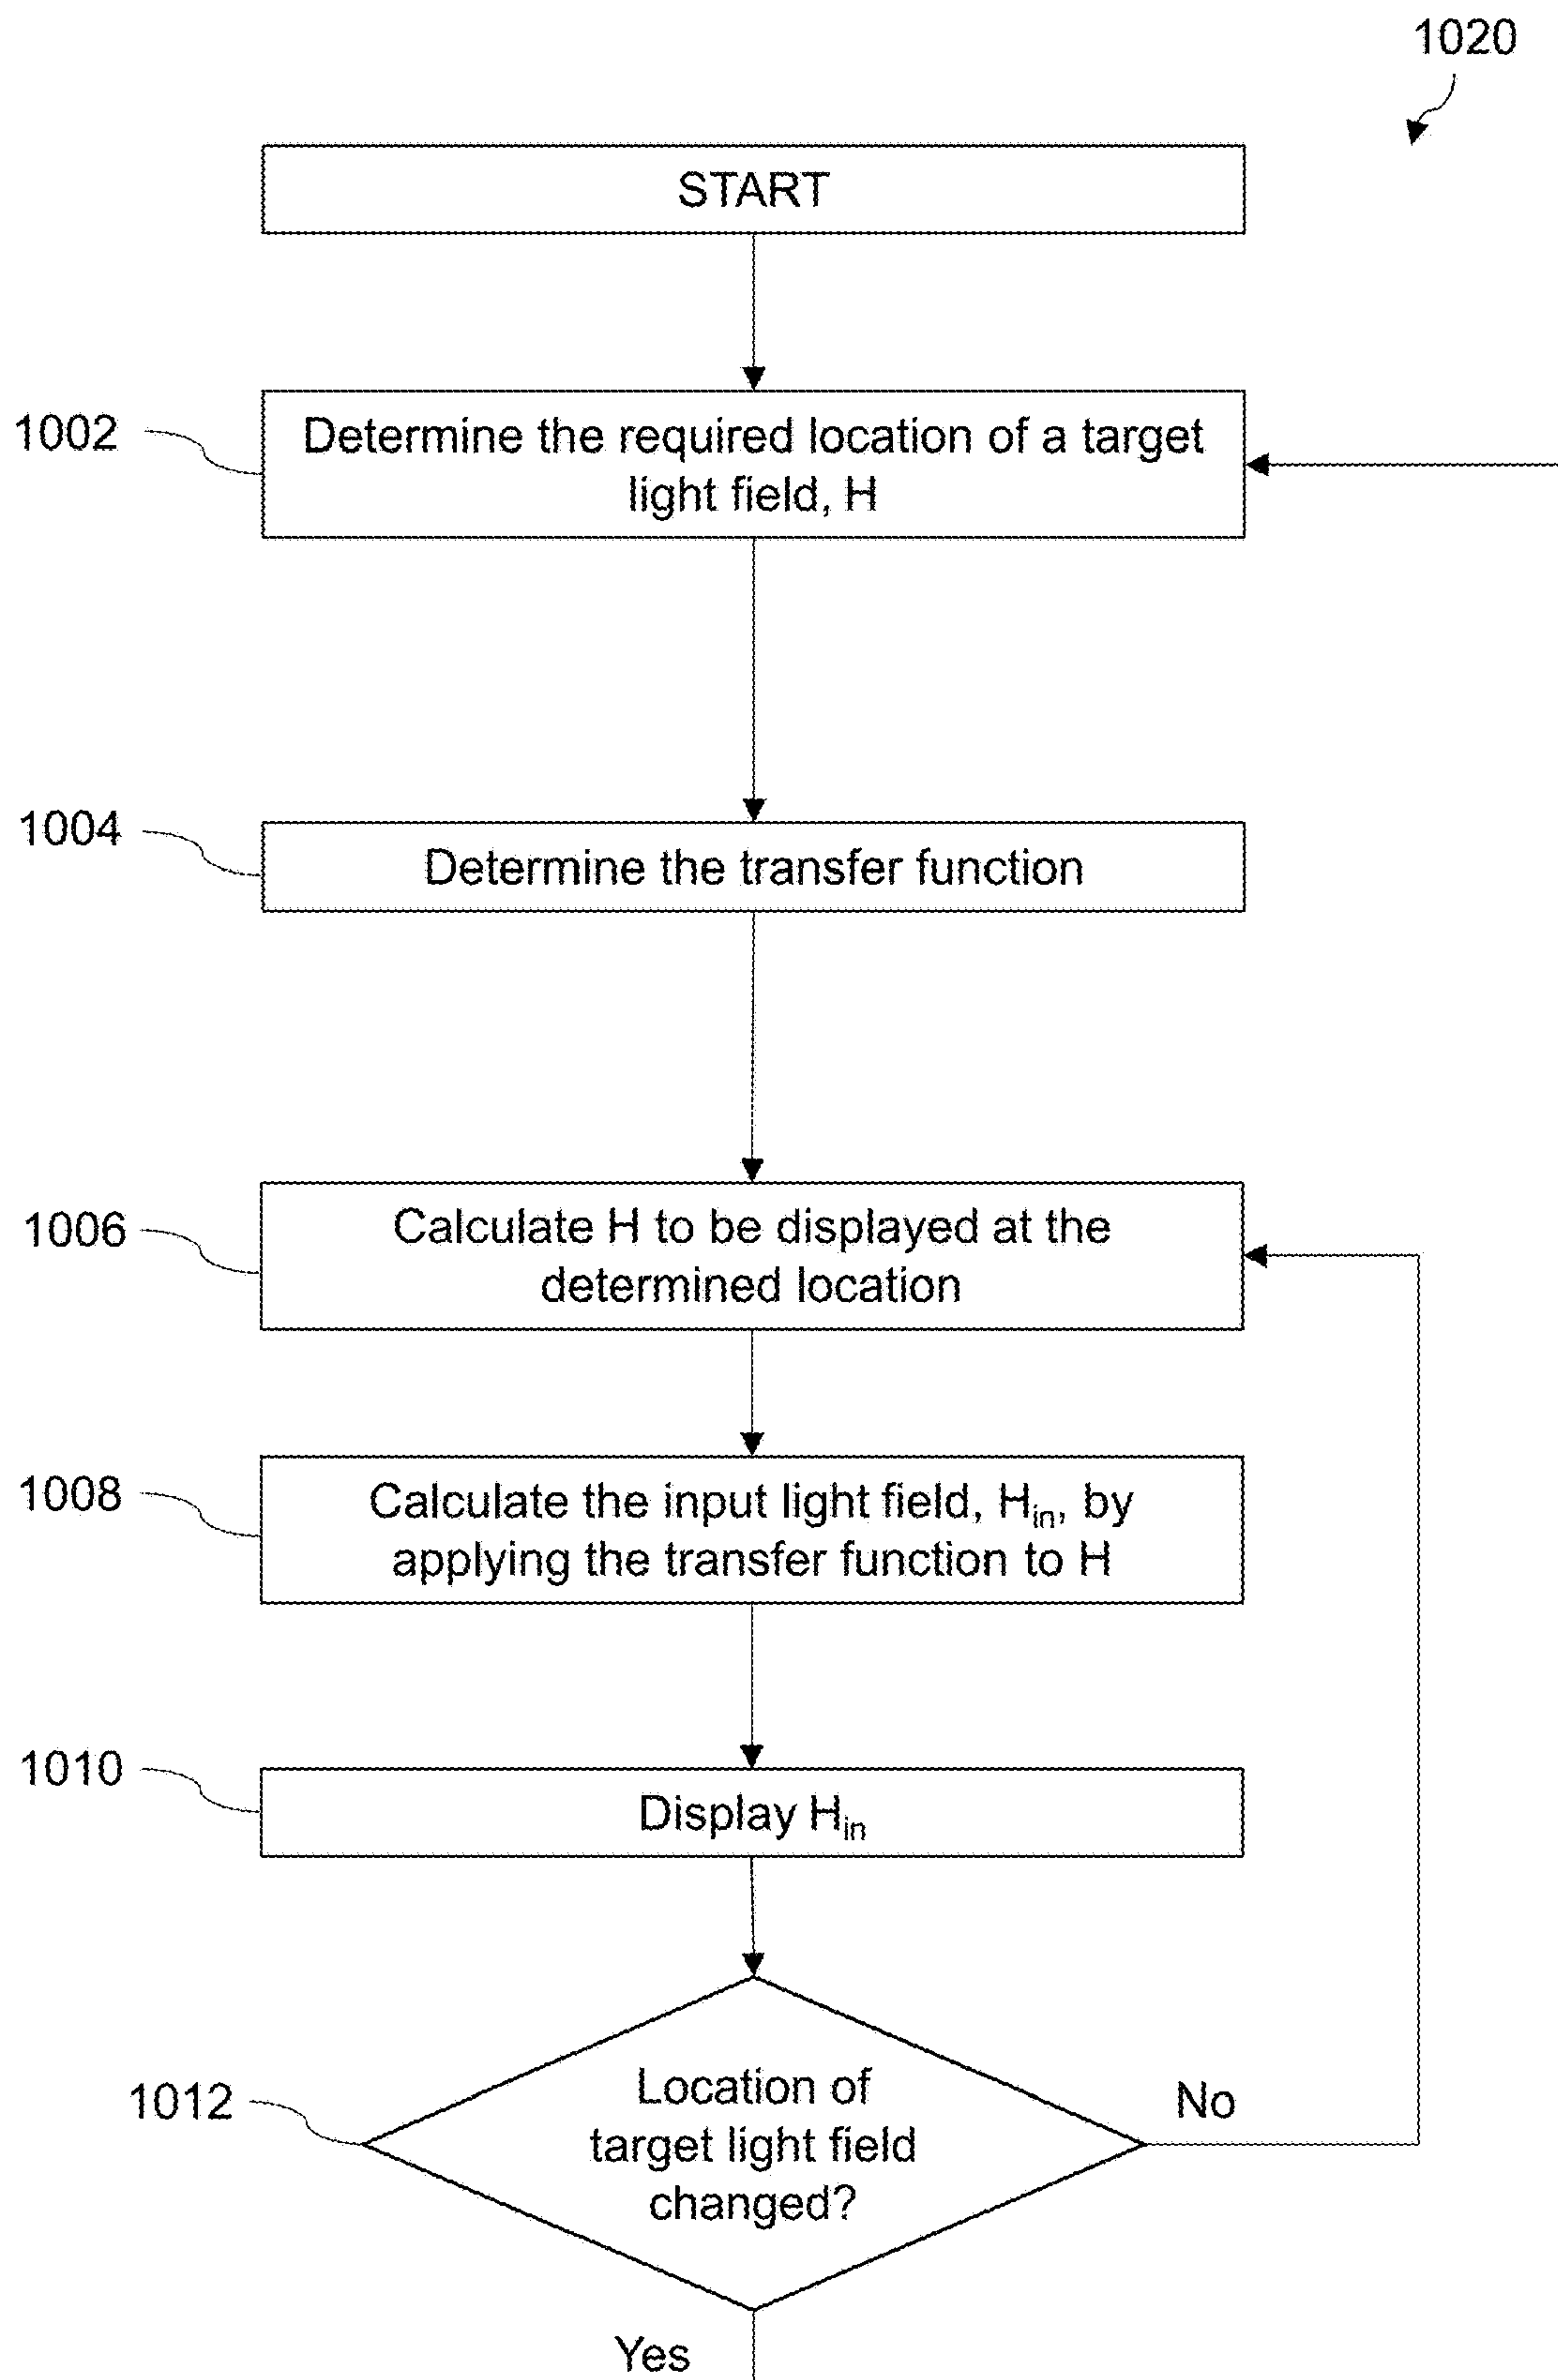 1020
START
1002
Determine the required location of a target
light field, H
1004
Determine the transfer function
1006
Calculate H to be displayed at the
determined location
1008
Calculate the input light field, Hin, by
applying the transfer function to H
1010
Display Hin
1012
Location of
target light field
changed?
No
Yes